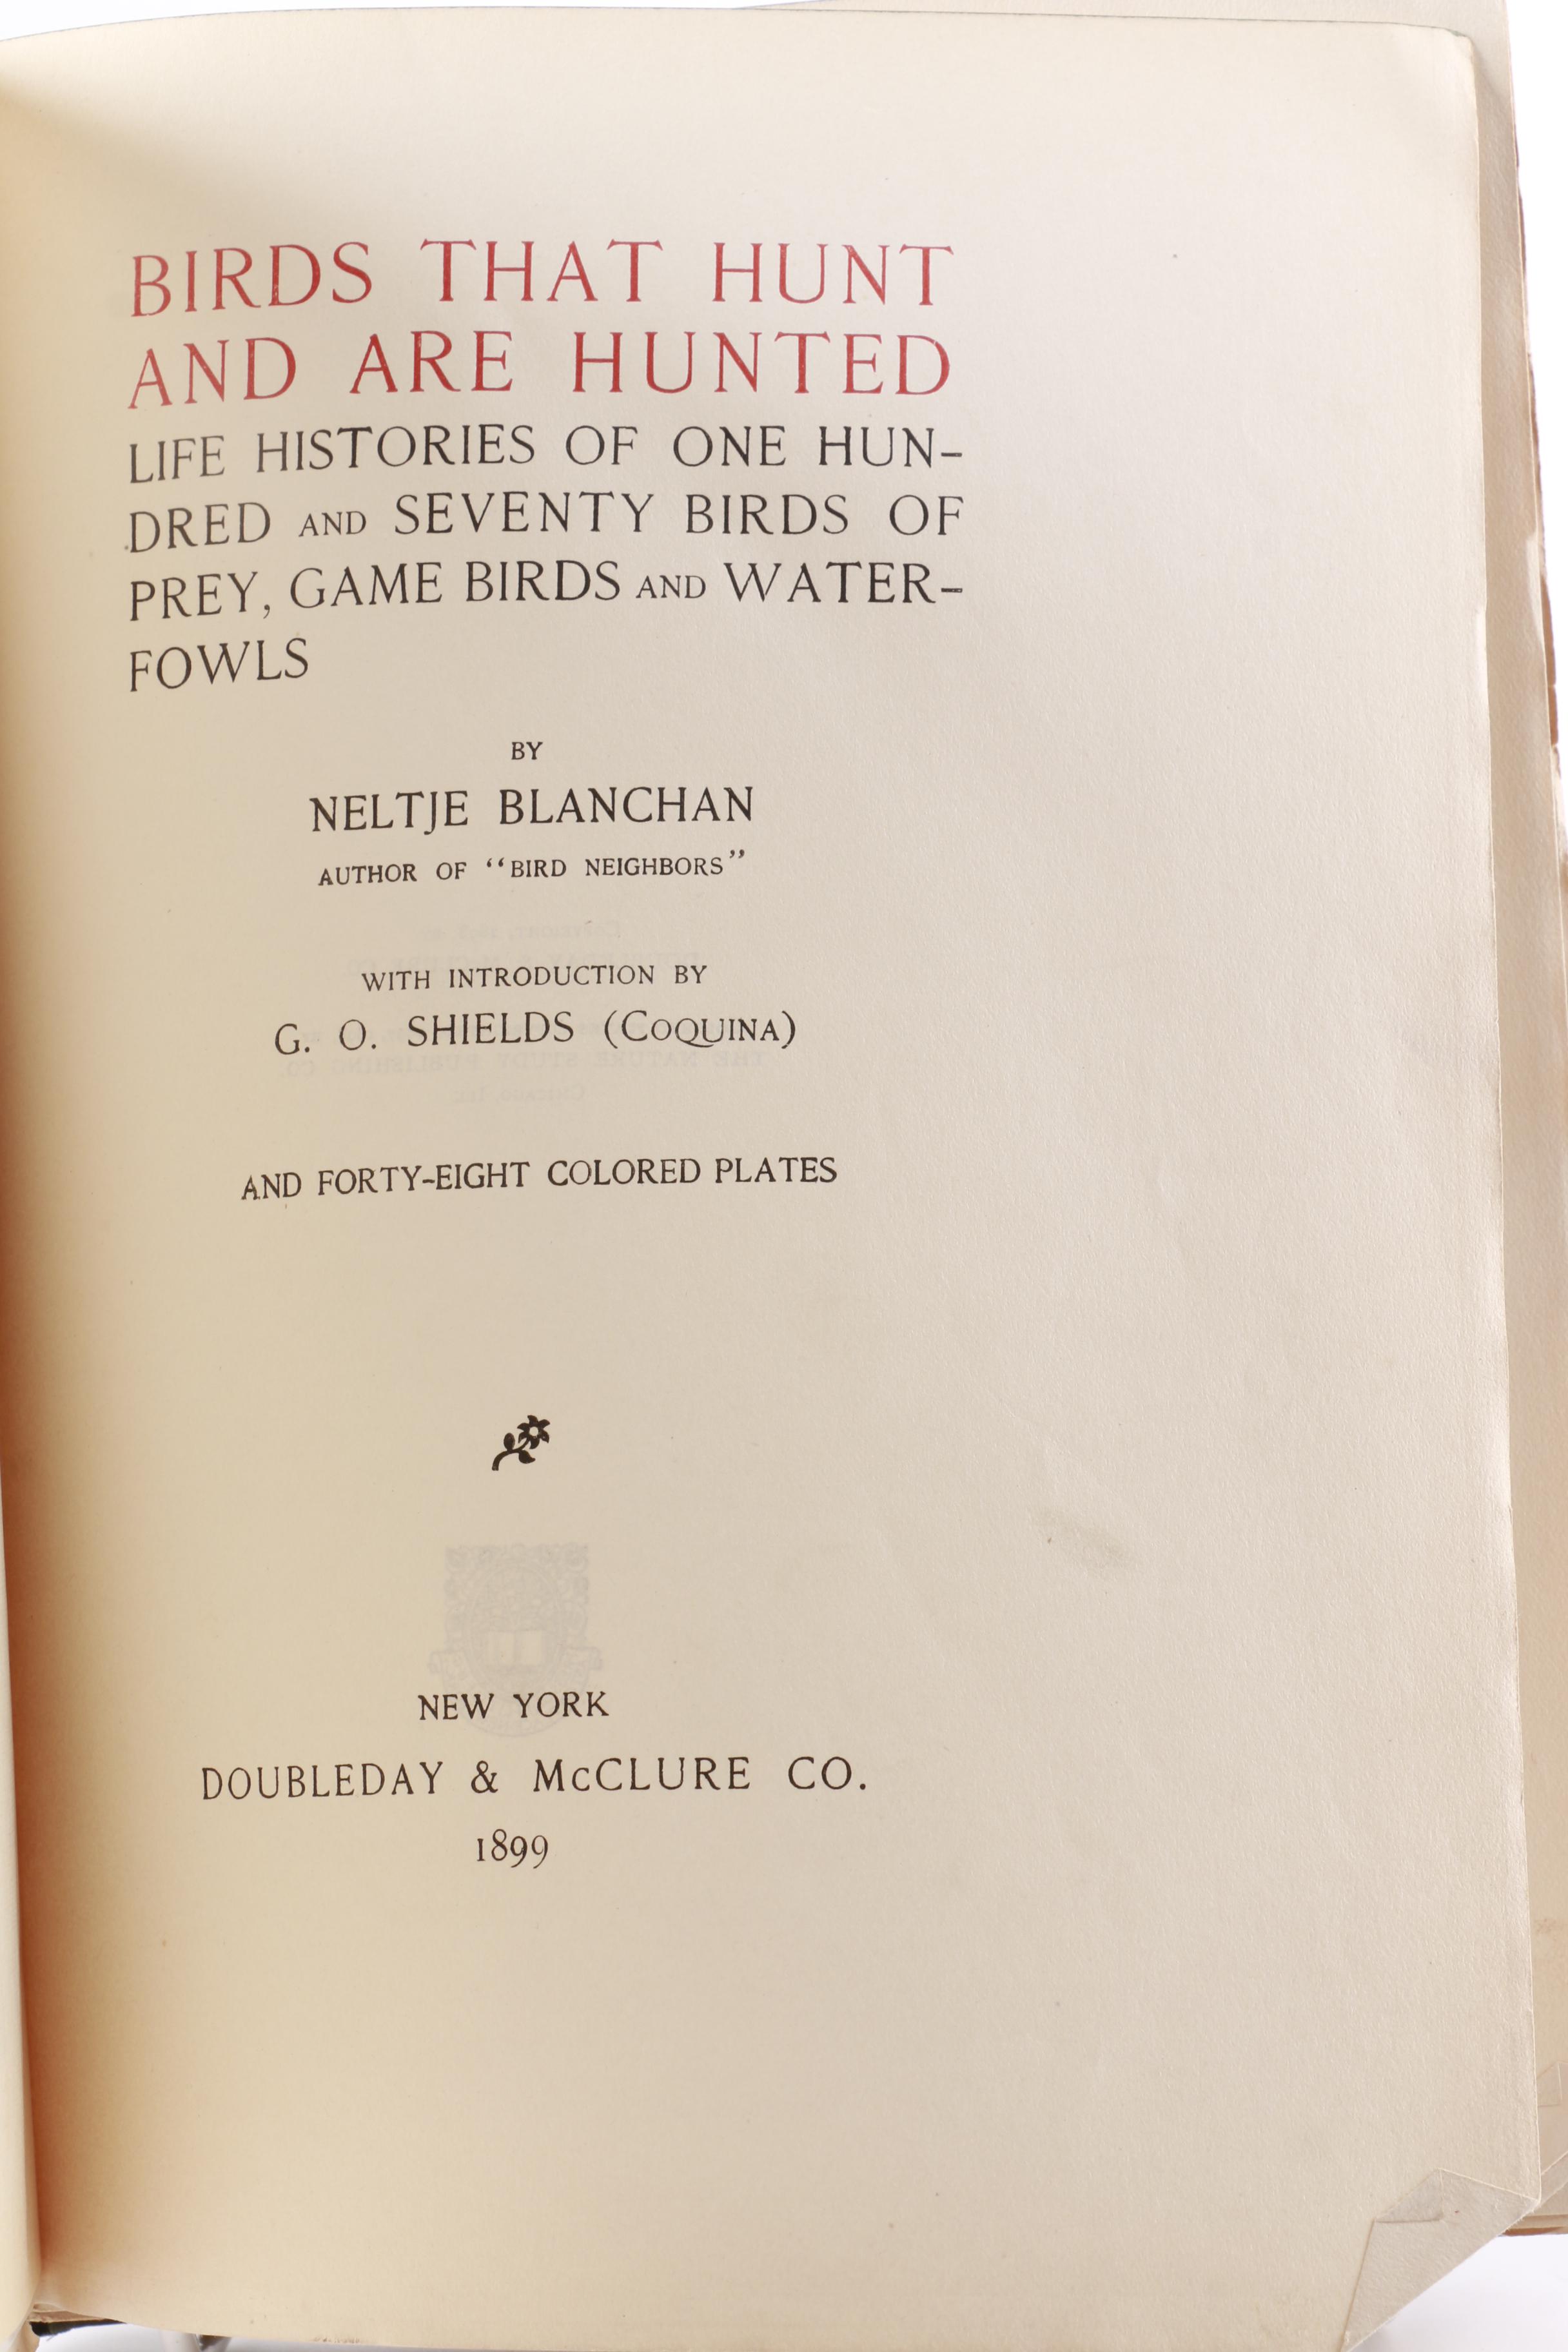 BIRDS THAT HUNT
AND ARE HUNTED
LIFE HISTORIES OF ONE HUN-
DRED AND SEVENTY BIRDS OF
PREY, GAME BIRDS AND WATER-
FOWLS
BY
NELTJE BLANCHAN
AUTHOR OF “BIRD NEIGHBORS”
WITH INTRODUCTION BY
G. O. SHIELDS (COQUINA)
AND FORTY-EIGHT COLORED PLATES
NEW YORK
DOUBLEDAY & McCLURE CO.
1899